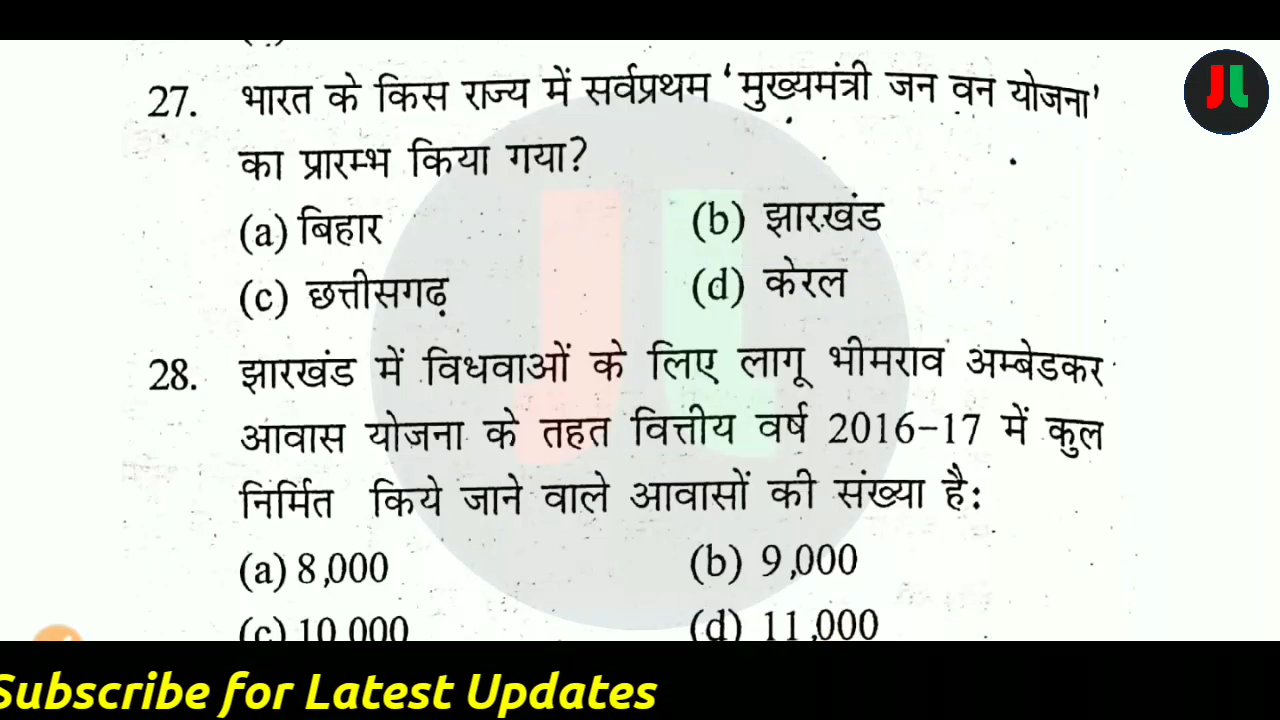 27. भारत के किस राज्य में सर्वप्रथम 'मुख्यमंत्री जन वन योजना'
का प्रारम्भ किया गया?
(a) बिहार (b) झारखंड
(c) छत्तीसगढ़ (d) केरल
28. झारखंड में विधवाओं के लिए लागू भीमराव अम्बेडकर
आवास योजना के तहत वित्तीय वर्ष 2016-17 में कुल
निर्मित किये जाने वाले आवासों की संख्या है:
(a) 8,000 (b) 9,000
(c) 10,000 (d) 11,000
Subscribe for Latest Updates